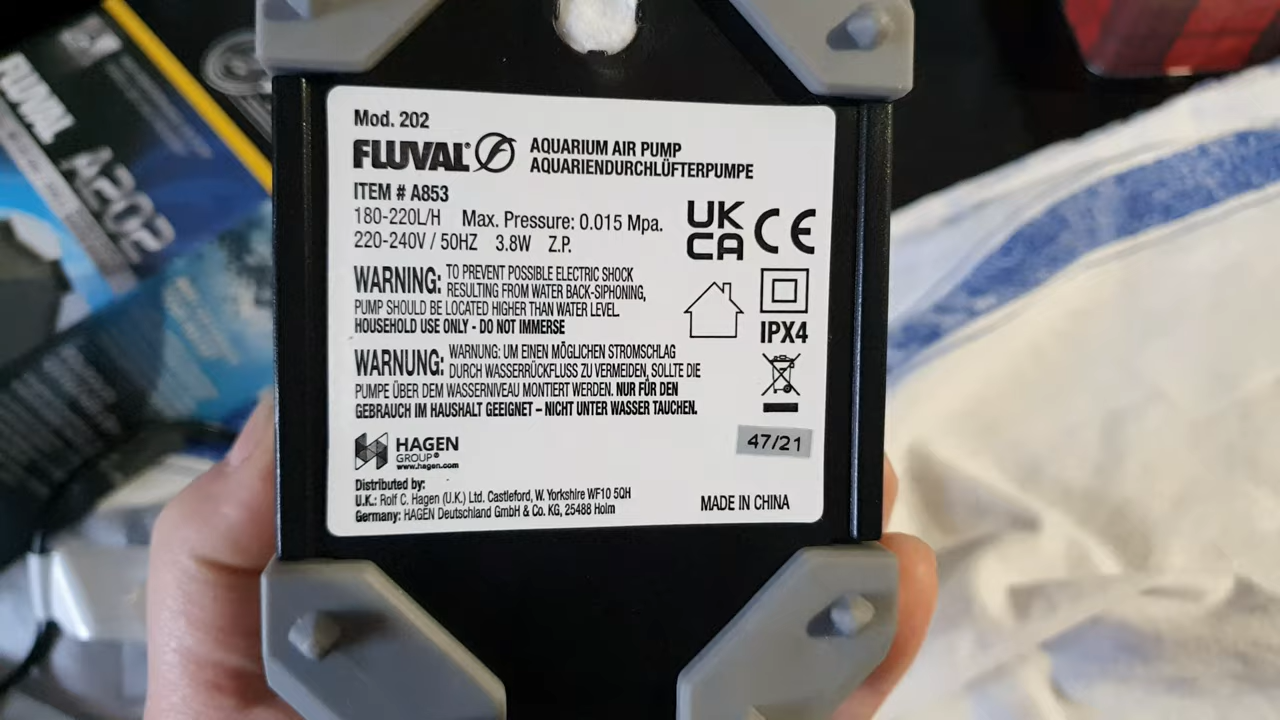 FLUVAL
A202
Mod. 202
FLUVAL®
AQUARIUM AIR PUMP
AQUARIENDURCHLÜFTERPUMPE
ITEM # A853
180-220L/H Max. Pressure: 0.015 Mpa.
220-240V / 50HZ 3.8W Z.P.
UK
CA CE
WARNING: TO PREVENT POSSIBLE ELECTRIC SHOCK
RESULTING FROM WATER BACK-SIPHONING,
PUMP SHOULD BE LOCATED HIGHER THAN WATER LEVEL.
HOUSEHOLD USE ONLY - DO NOT IMMERSE
IPX4
WARNUNG: WARNUNG: UM EINEN MÖGLICHEN STROMSCHLAG
DURCH WASSERRÜCKFLUSS ZU VERMEIDEN, SOLLTE DIE
PUMPE ÜBER DEM WASSERNIVEAU MONTIERT WERDEN. NUR FÜR DEN
GEBRAUCH IM HAUSHALT GEEIGNET – NICHT UNTER WASSER TAUCHEN.
47/21
HAGEN
GROUP®
www.hagen.com
Distributed by:
U.K.: Rolf C. Hagen (U.K.) Ltd. Castleford, W. Yorkshire WF10 5QH
Germany: HAGEN Deutschland GmbH & Co. KG, 25488 Holm
MADE IN CHINA